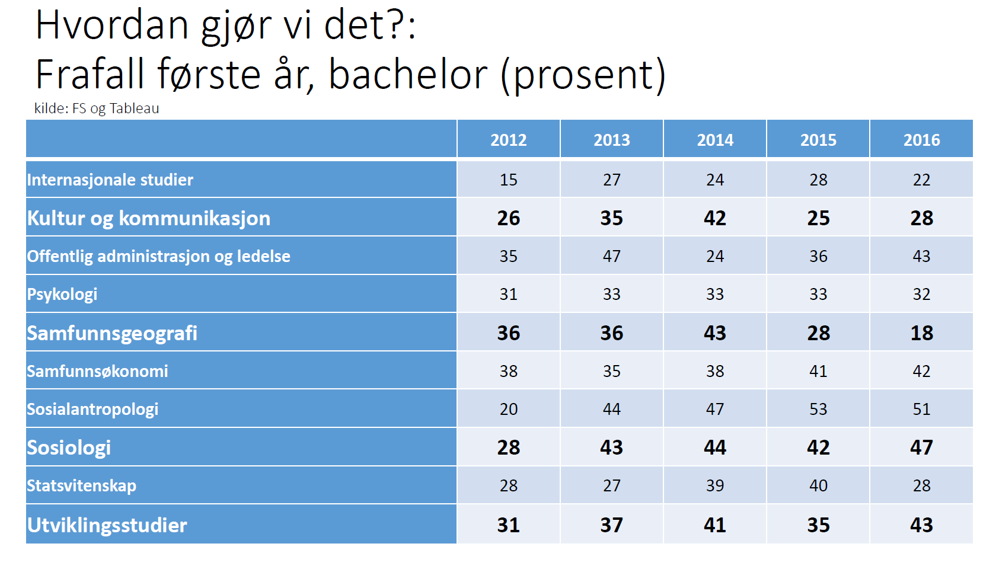 Hvordan gjør vi det?:
Frafall første år, bachelor (prosent)
kilde: FS og Tableau
2012 2013 2014 2015 2016
Internasjonale studier 15 27 24 28 22
Kultur og kommunikasjon 26 35 42 25 28
Offentlig administrasjon og ledelse 35 47 24 36 43
Psykologi 31 33 33 33 32
Samfunnsgeografi 36 36 43 28 18
Samfunnsøkonomi 38 35 38 41 42
Sosialantropologi 20 44 47 53 51
Sosiologi 28 43 44 42 47
Statsvitenskap 28 27 39 40 28
Utviklingsstudier 31 37 41 35 43